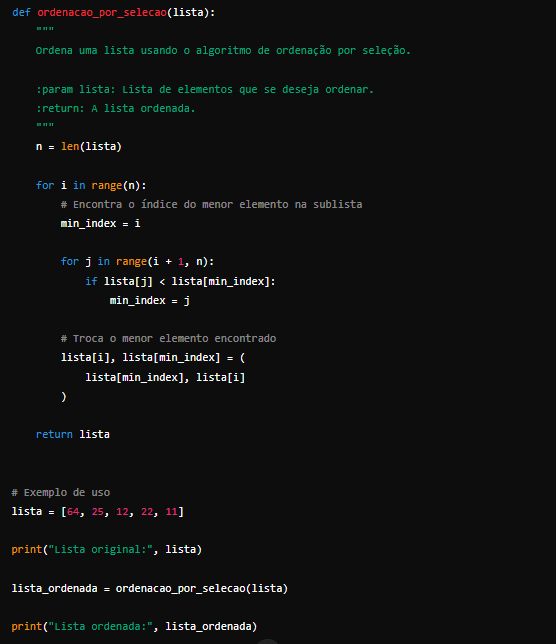 def ordenacao_por_selecao(lista):
    """
    Ordena uma lista usando o algoritmo de ordenação por seleção.

    :param lista: Lista de elementos que se deseja ordenar.
    :return: A lista ordenada.
    """
    n = len(lista)

    for i in range(n):
        # Encontra o índice do menor elemento na sublista
        min_index = i

        for j in range(i + 1, n):
            if lista[j] < lista[min_index]:
                min_index = j

        # Troca o menor elemento encontrado
        lista[i], lista[min_index] = (
            lista[min_index], lista[i]
        )

    return lista


# Exemplo de uso
lista = [64, 25, 12, 22, 11]

print("Lista original:", lista)

lista_ordenada = ordenacao_por_selecao(lista)

print("Lista ordenada:", lista_ordenada)